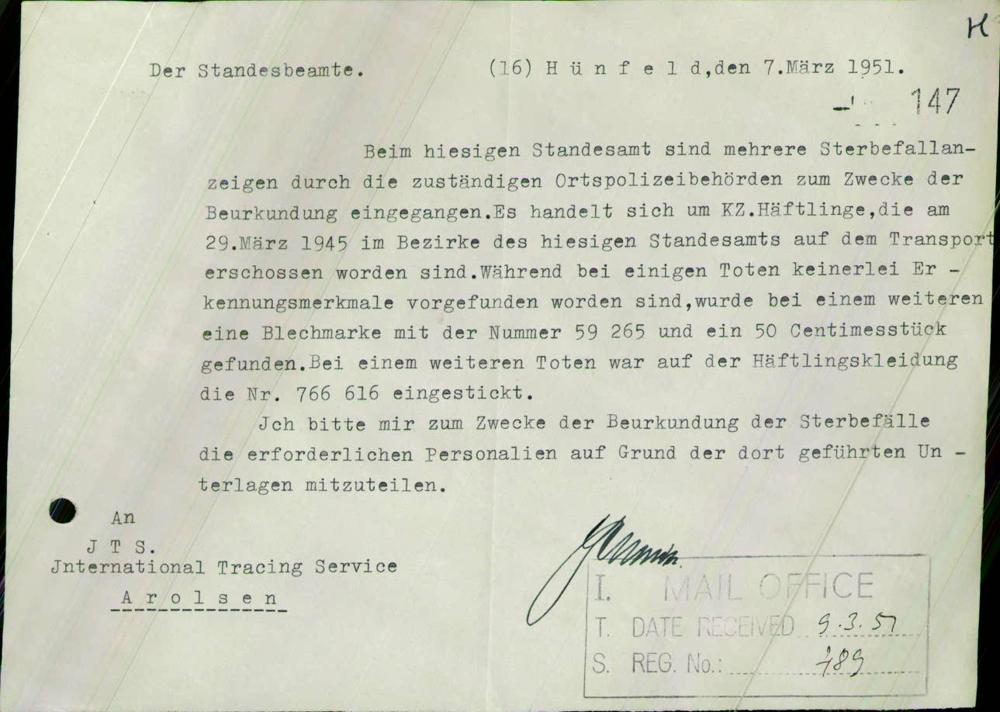 H
Der Standesbeamte. (16) H ü n f e l d,den 7.März 1951.
147
Beim hiesigen Standesamt sind mehrere Sterbefallan-
zeigen durch die zuständigen Ortspolizeibehörden zum Zwecke der
Beurkundung eingegangen.Es handelt sich um KZ.Häftlinge,die am
29.März 1945 im Bezirke des hiesigen Standesamts auf dem Transport
erschossen worden sind.Während bei einigen Toten keinerlei Er -
kennungsmerkmale vorgefunden worden sind,wurde bei einem weiteren
eine Blechmarke mit der Nummer 59 265 und ein 50 Centimesstück
gefunden.Bei einem weiteren Toten war auf der Häftlingskleidung
die Nr. 766 616 eingestickt.
Jch bitte mir zum Zwecke der Beurkundung der Sterbefälle
die erforderlichen Personalien auf Grund der dort geführten Un -
terlagen mitzuteilen.
An
J T S.
Jnternational Tracing Service
A r o l s e n
I. MAIL OFFICE
T. DATE RECEIVED 9.3.51
S. REG. No.: 489